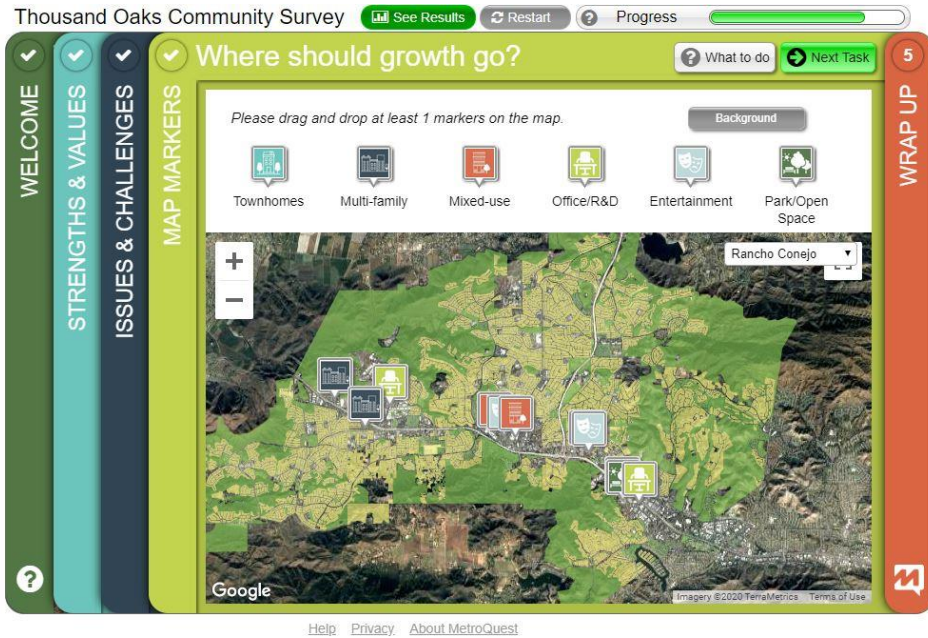 Thousand Oaks Community Survey
See Results
Restart
Progress
WELCOME
STRENGTHS & VALUES
ISSUES & CHALLENGES
MAP MARKERS
Where should growth go?
What to do
Next Task
5
WRAP UP
Please drag and drop at least 1 markers on the map.
Background
Townhomes
Multi-family
Mixed-use
Office/R&D
Entertainment
Park/Open
Space
+
−
Rancho Conejo
Google
Imagery ©2020 TerraMetrics
Terms of Use
Help
Privacy
About MetroQuest